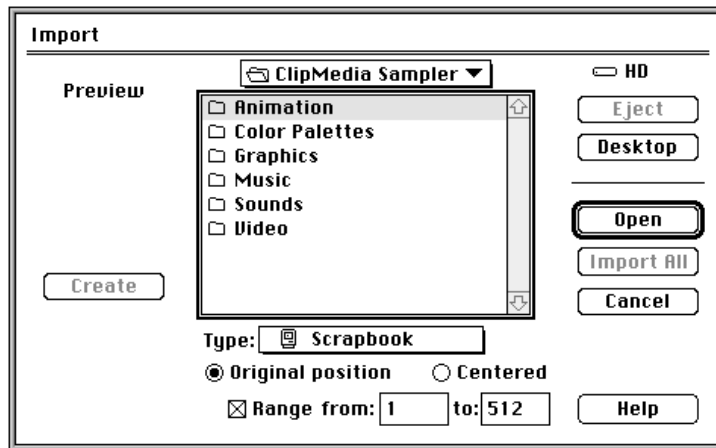 Import
Preview
ClipMedia Sampler
HD
Animation
Color Palettes
Graphics
Music
Sounds
Video
Eject
Desktop
Open
Import All
Cancel
Create
Type: Scrapbook
Original position Centered
Range from: 1 to: 512
Help